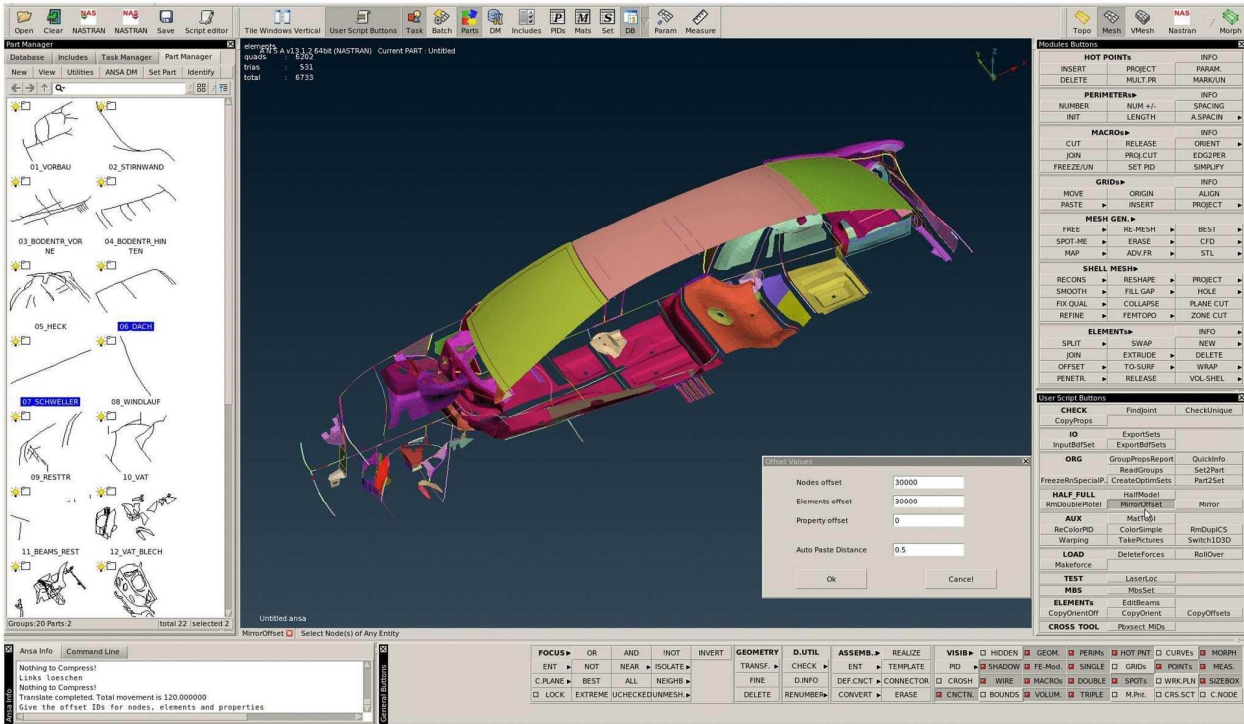 NAS NAS NAS
Open Clear NASTRAN NASTRAN Save Script editor Tile Windows Vertical User Script Buttons Task Batch Parts DM Includes PIDs Mats Set DB Param Measure Topo Mesh VMesh Nastran Morph
Part Manager
Database Includes Task Manager Part Manager
New View Utilities ANSA DM Set Part Identify
01_VORBAU 02_STIRNWAND
03_BODENTR_VOR
NE
04_BODENTR_HIN
TEN
05_HECK 06_DACH
07_SCHWELLER 08_WINDLAUF
09_RESTTR 10_VAT
11_BEAMS_REST 12_VAT_BLECH
Groups:20 Parts:2 total 22 selected 2
elements
A N S A v13.1.2 64bit (NASTRAN) Current PART : Untitled
quads : 6202
trias : 531
total : 6733
Z
Untitled.ansa
MirrorOffset Select Node(s) of Any Entity
Offset Values
Nodes offset 30000
Elements offset 30000
Property offset 0
Auto Paste Distance 0.5
Ok Cancel
Modules Buttons
HOT POINTs INFO
INSERT PROJECT PARAM.
DELETE MULT.PR MARK/UN
PERIMETERs INFO
NUMBER NUM +/- SPACING
INIT LENGTH A.SPACIN
MACROs INFO
CUT RELEASE ORIENT
JOIN PROJ.CUT EDG2PER
FREEZE/UN SET PID SIMPLIFY
GRIDs INFO
MOVE ORIGIN ALIGN
PASTE INSERT PROJECT
MESH GEN.
FREE RE-MESH BEST
SPOT-ME ERASE CFD
MAP ADV.FR STL
SHELL MESH
RECONS RESHAPE PROJECT
SMOOTH FILL GAP HOLE
FIX QUAL COLLAPSE PLANE CUT
REFINE FEMTOPO ZONE CUT
ELEMENTs INFO
SPLIT SWAP NEW
JOIN EXTRUDE DELETE
OFFSET TO-SURF WRAP
PENETR. RELEASE VOL-SHEL
User Script Buttons
CHECK FindJoint CheckUnique
CopyProps
IO ExportSets
InputBdfSet ExportBdfSet
ORG GroupPropsReport QuickInfo
ReadGroups Set2Part
FreezeRnSpecialP.. CreateOptimSets Part2Set
HALF_FULL HalfModel
RmDoublePlotel MirrorOffset Mirror
AUX
ReColorPID ColorSimple RmDuplCS
Warping TakePictures Switch1D3D
LOAD DeleteForces RollOver
Makeforce
TEST LaserLoc
MBS MbsSet
ELEMENTs EditBeams
CopyOrientOff CopyOrient CopyOffsets
CROSS TOOL Pbxsect MIDs
Ansa Info
Ansa Info Command Line
Nothing to Compress!
Links loeschen
Nothing to Compress!
Translate completed. Total movement is 120.000000
Give the offset IDs for nodes, elements and properties
General Buttons
FOCUS OR AND !NOT INVERT
ENT NOT NEAR ISOLATE
C.PLANE BEST ALL NEIGHB
LOCK EXTREME UCHECKED UNMESH.
GEOMETRY D.UTIL ASSEMB. REALIZE
TRANSF. CHECK ENT TEMPLATE
FINE D.INFO DEF.CNCT CONNECTOR
DELETE RENUMBER CONVERT ERASE
VISIB HIDDEN GEOM. PERIMs HOT PNT CURVEs MORPH
PID SHADOW FE-Mod. SINGLE GRIDs POINTs MEAS.
CROSH WIRE MACROs DOUBLE SPOTs WRK.PLN SIZEBOX
CNCTN. BOUNDS VOLUM. TRIPLE M.Pnt. CRS.SCT C.NODE